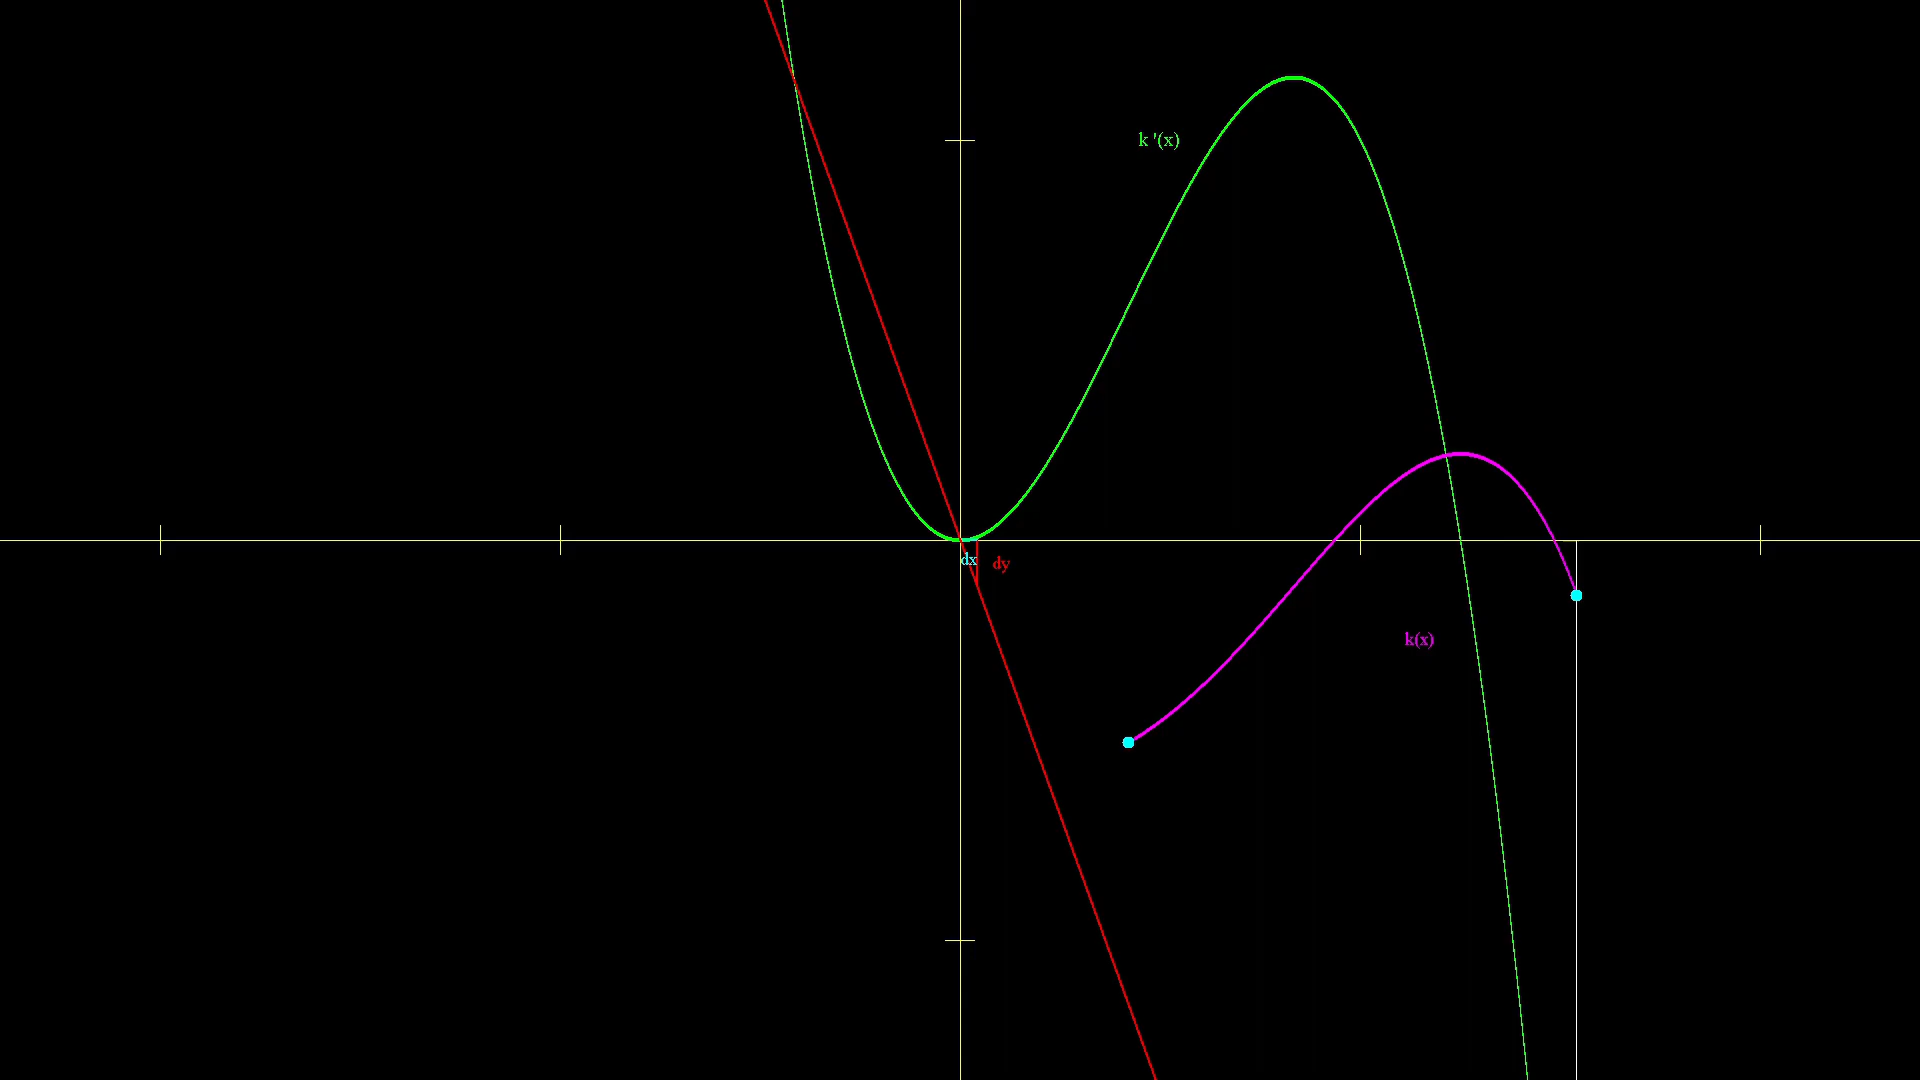 k '(x)
dx
dy
k(x)